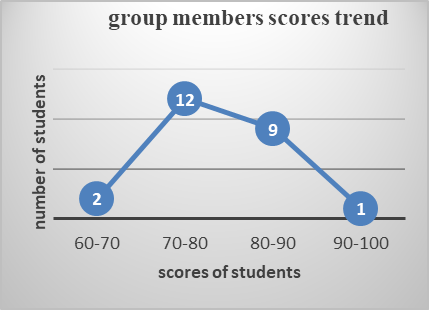 group members scores trend
number of students
12
9
2
1
60-70 70-80 80-90 90-100
scores of students